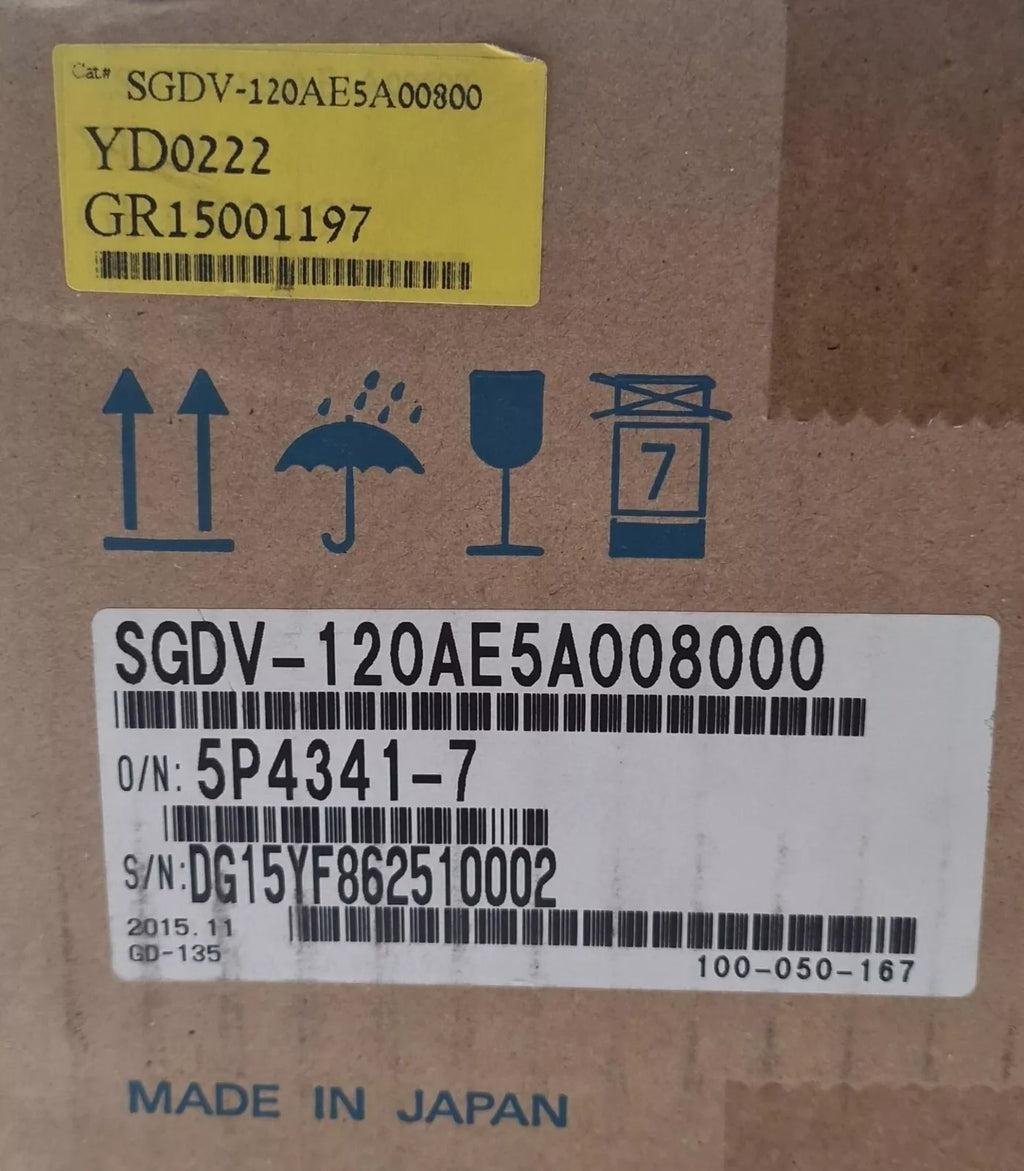 Cat.# SGDV-120AE5A00800
YD0222
GR15001197
7
SGDV-120AE5A008000
O/N: 5P4341-7
S/N:DG15YF862510002
2015.11
GD-135
100-050-167
MADE IN JAPAN